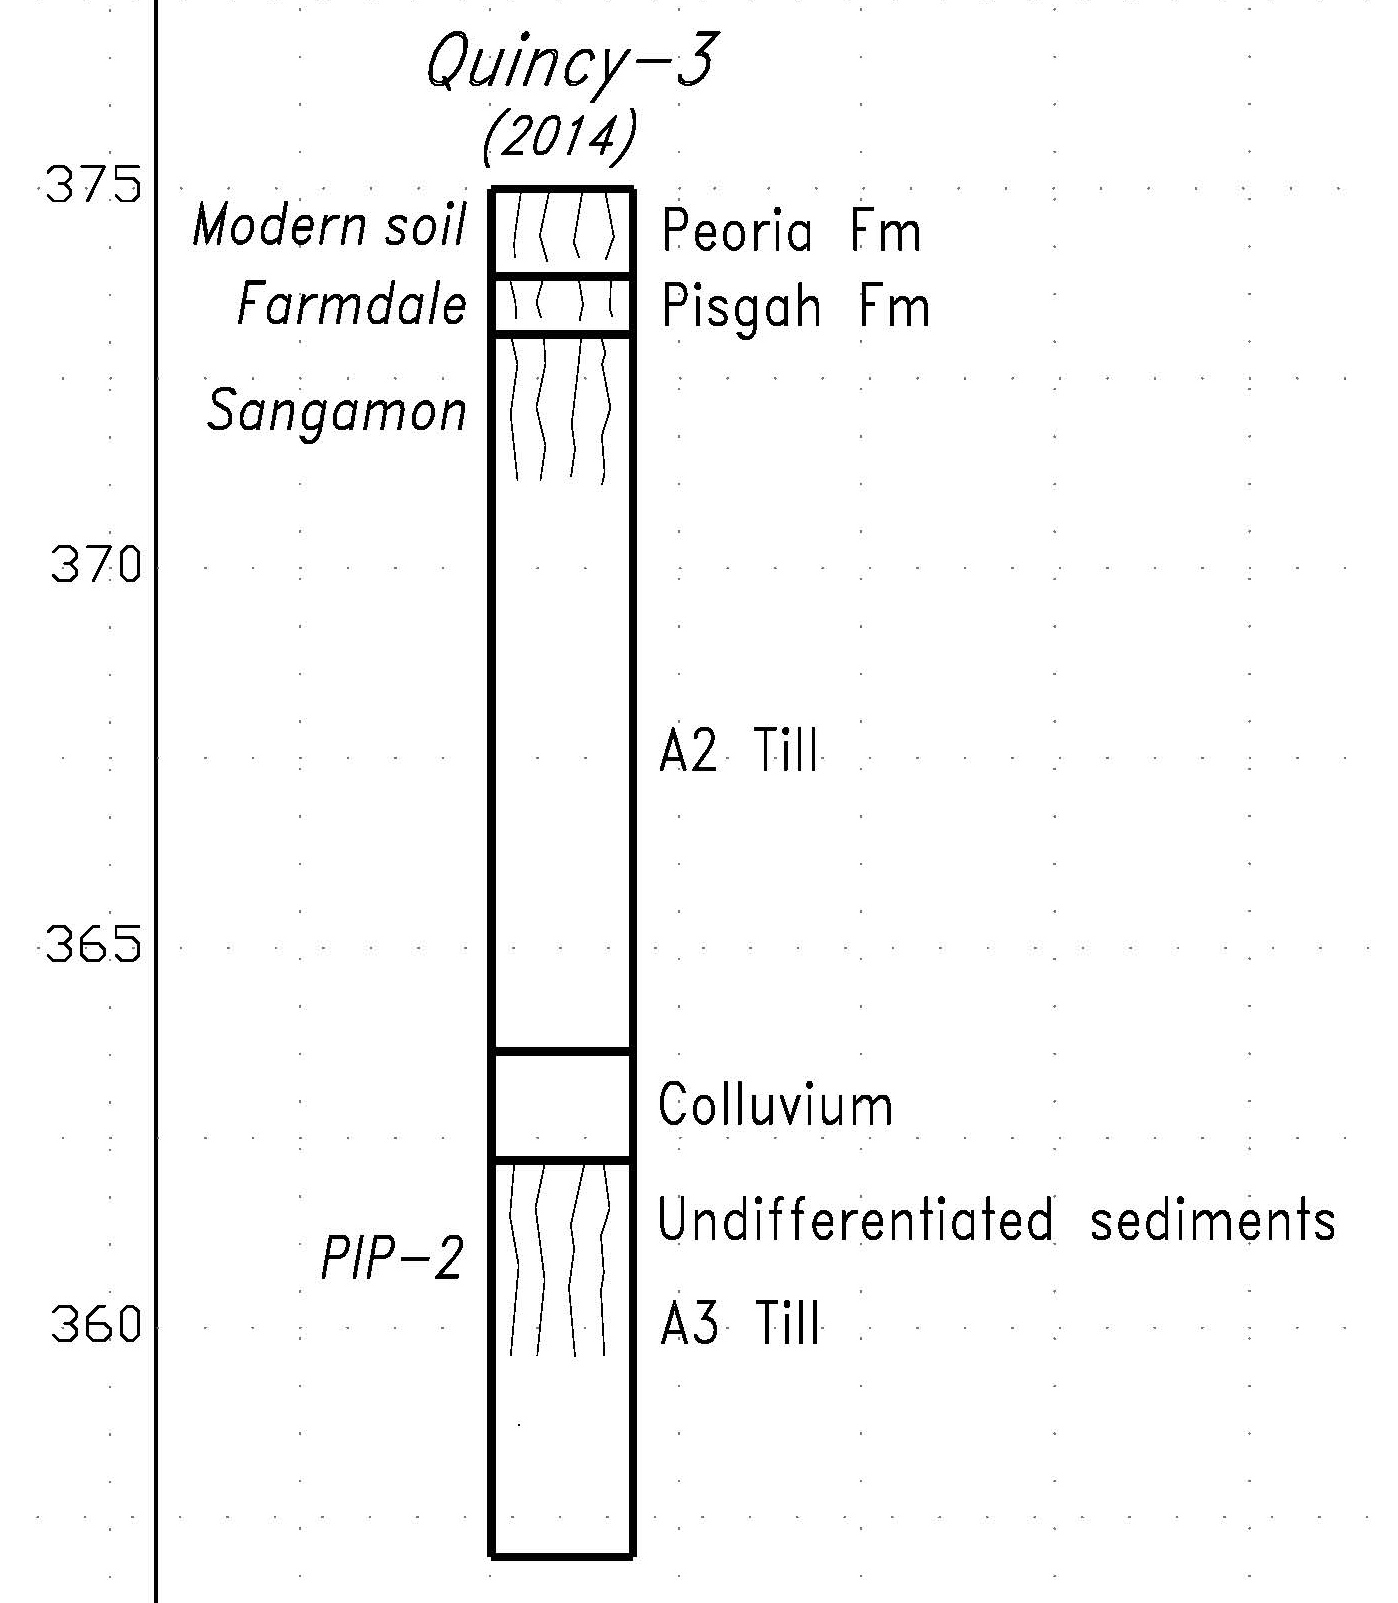 Quincy-3
(2014)
375
Modern soil Peoria Fm
Farmdale Pisgah Fm
Sangamon
370
A2 Till
365
Colluvium
Undifferentiated sediments
PIP-2
360 A3 Till